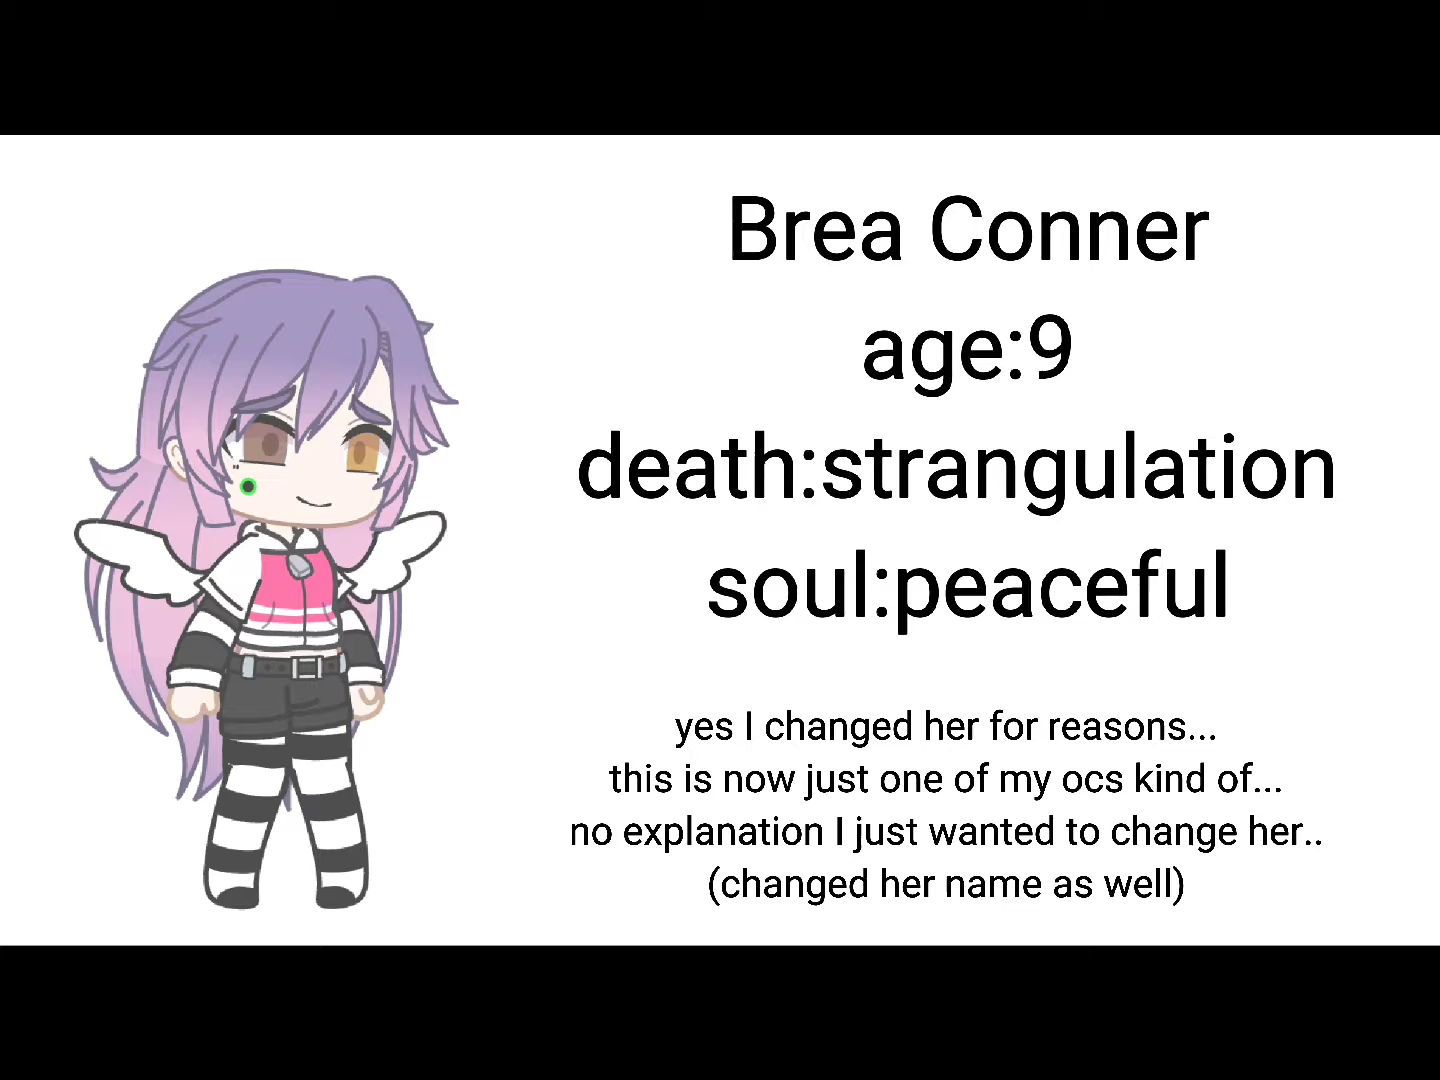 Brea Conner
age:9
death:strangulation
soul:peaceful
yes I changed her for reasons...
this is now just one of my ocs kind of...
no explanation I just wanted to change her..
(changed her name as well)